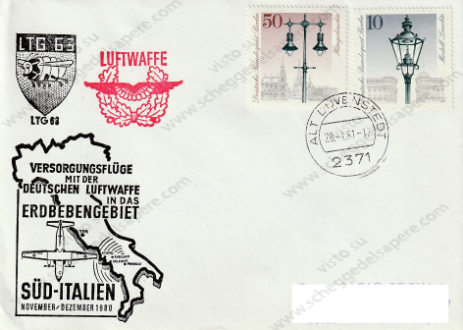 LTG 63
LTG 63
LUFTWAFFE
50
Deutsche Bundespost Berlin
10
Deutsche Bundespost Berlin
ALT DUVENSTEDT
2371
VERSORGUNGSFLÜGE
MIT DER
DEUTSCHEN LUFTWAFFE
IN DAS
ERDBEBENGEBIET
SÜD-ITALIEN
NOVEMBER/DEZEMBER 1980
visto su
www.scheggedelsapere.com